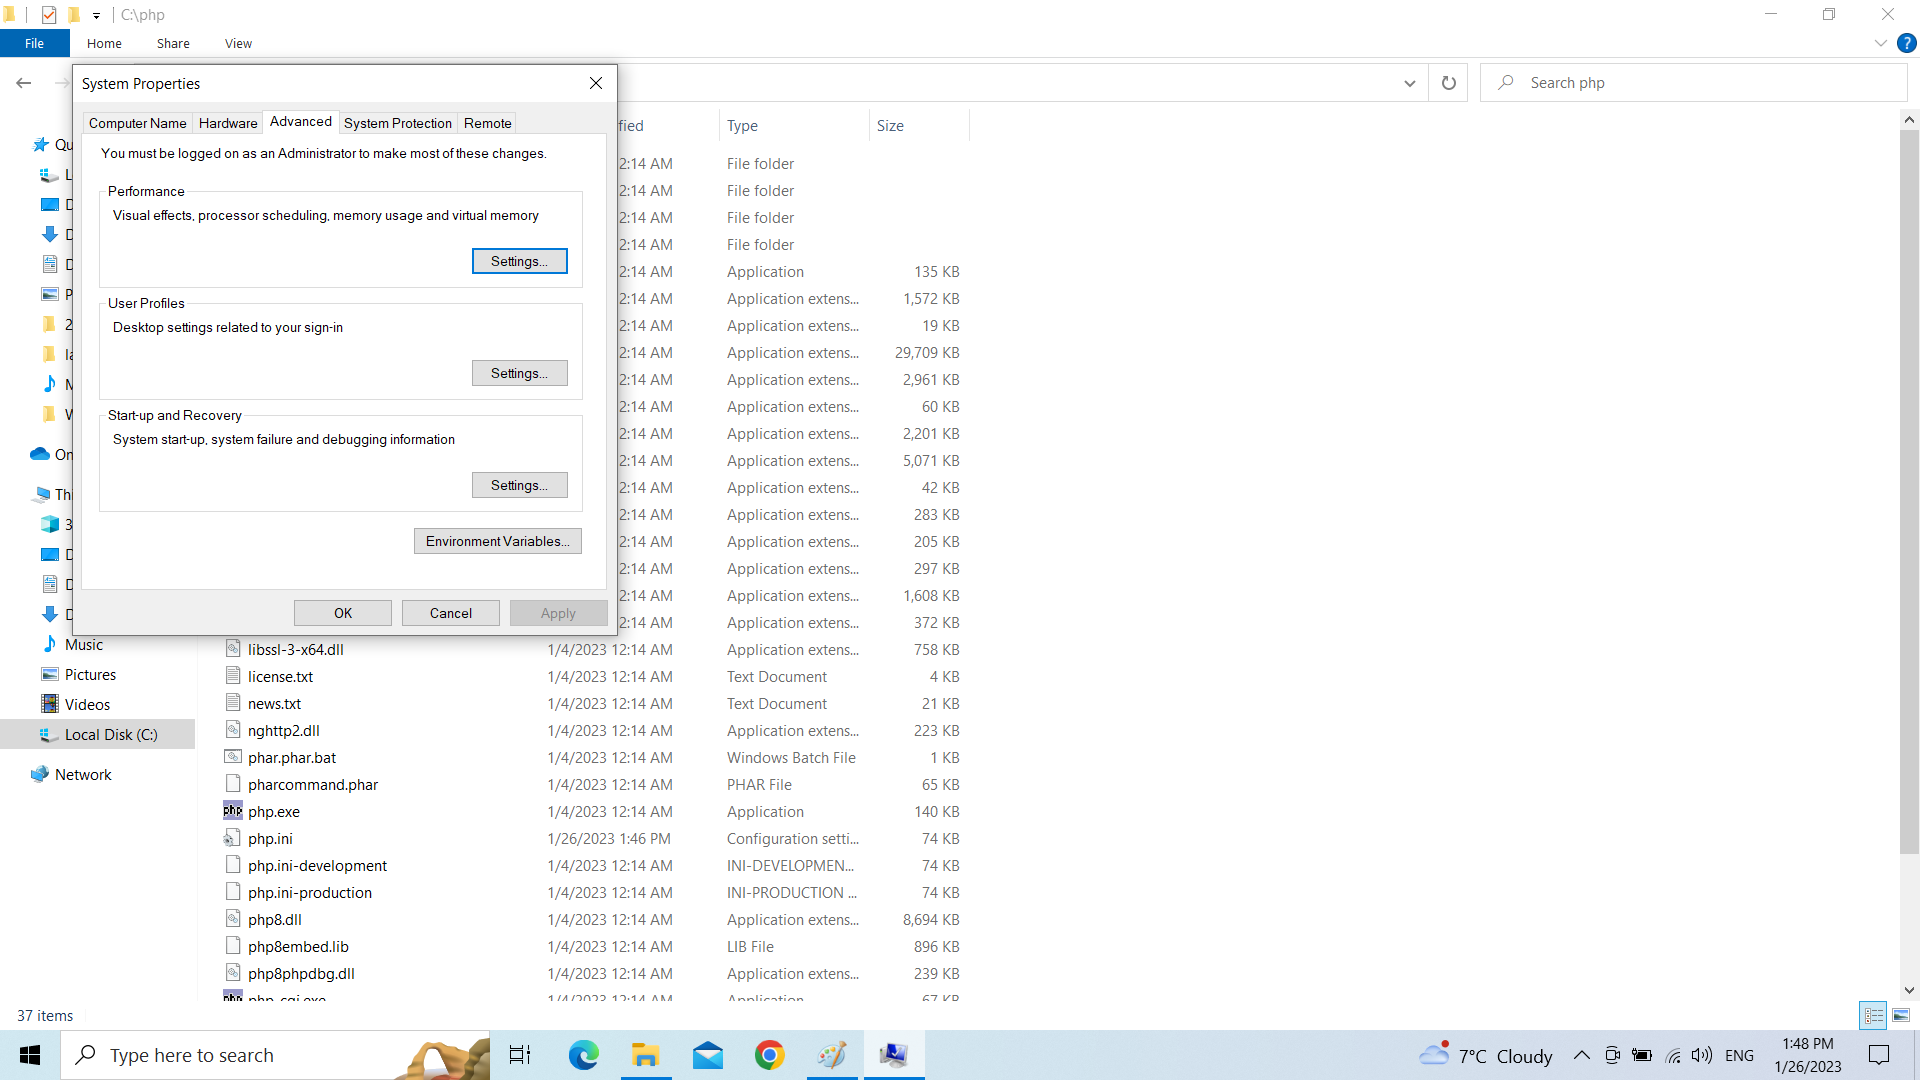 C:\php
File Home Share View
System Properties
Search php
Computer Name Hardware Advanced System Protection Remote
Type Size
You must be logged on as an Administrator to make most of these changes.
Performance
Visual effects, processor scheduling, memory usage and virtual memory
Settings...
User Profiles
Desktop settings related to your sign-in
Settings...
Start-up and Recovery
System start-up, system failure and debugging information
Settings...
Environment Variables...
OK Cancel Apply
2:14 AM File folder
2:14 AM File folder
2:14 AM File folder
2:14 AM File folder
2:14 AM Application 135 KB
2:14 AM Application extens... 1,572 KB
2:14 AM Application extens... 19 KB
2:14 AM Application extens... 29,709 KB
2:14 AM Application extens... 2,961 KB
2:14 AM Application extens... 60 KB
2:14 AM Application extens... 2,201 KB
2:14 AM Application extens... 5,071 KB
2:14 AM Application extens... 42 KB
2:14 AM Application extens... 283 KB
2:14 AM Application extens... 205 KB
2:14 AM Application extens... 297 KB
2:14 AM Application extens... 1,608 KB
2:14 AM Application extens... 372 KB
libssl-3-x64.dll 1/4/2023 12:14 AM Application extens... 758 KB
license.txt 1/4/2023 12:14 AM Text Document 4 KB
news.txt 1/4/2023 12:14 AM Text Document 21 KB
nghttp2.dll 1/4/2023 12:14 AM Application extens... 223 KB
phar.phar.bat 1/4/2023 12:14 AM Windows Batch File 1 KB
pharcommand.phar 1/4/2023 12:14 AM PHAR File 65 KB
php.exe 1/4/2023 12:14 AM Application 140 KB
php.ini 1/26/2023 1:46 PM Configuration setti... 74 KB
php.ini-development 1/4/2023 12:14 AM INI-DEVELOPMEN... 74 KB
php.ini-production 1/4/2023 12:14 AM INI-PRODUCTION ... 74 KB
php8.dll 1/4/2023 12:14 AM Application extens... 8,694 KB
php8embed.lib 1/4/2023 12:14 AM LIB File 896 KB
php8phpdbg.dll 1/4/2023 12:14 AM Application extens... 239 KB
php-cgi.exe 1/4/2023 12:14 AM Application 67 KB
Music
Pictures
Videos
Local Disk (C:)
Network
37 items
Type here to search
7°C Cloudy
ENG
1:48 PM
1/26/2023